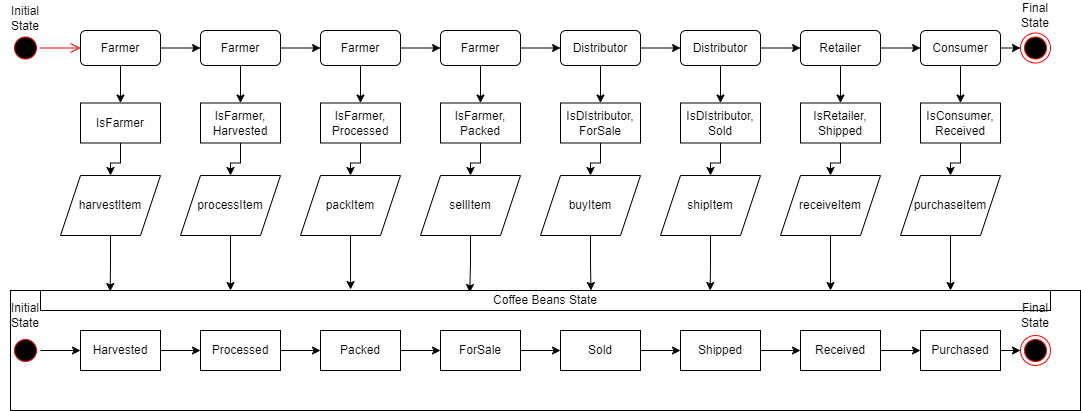 Initial
State
Final
State
Farmer
Farmer
Farmer
Farmer
Distributor
Distributor
Retailer
Consumer
IsFarmer
IsFarmer,
Harvested
IsFarmer,
Processed
IsFarmer,
Packed
IsDIstributor,
ForSale
IsDIstributor,
Sold
IsRetailer,
Shipped
IsConsumer,
Received
harvestItem
processItem
packItem
sellItem
buyItem
shipItem
receiveItem
purchaseItem
Coffee Beans State
Initial
State
Final
State
Harvested
Processed
Packed
ForSale
Sold
Shipped
Received
Purchased